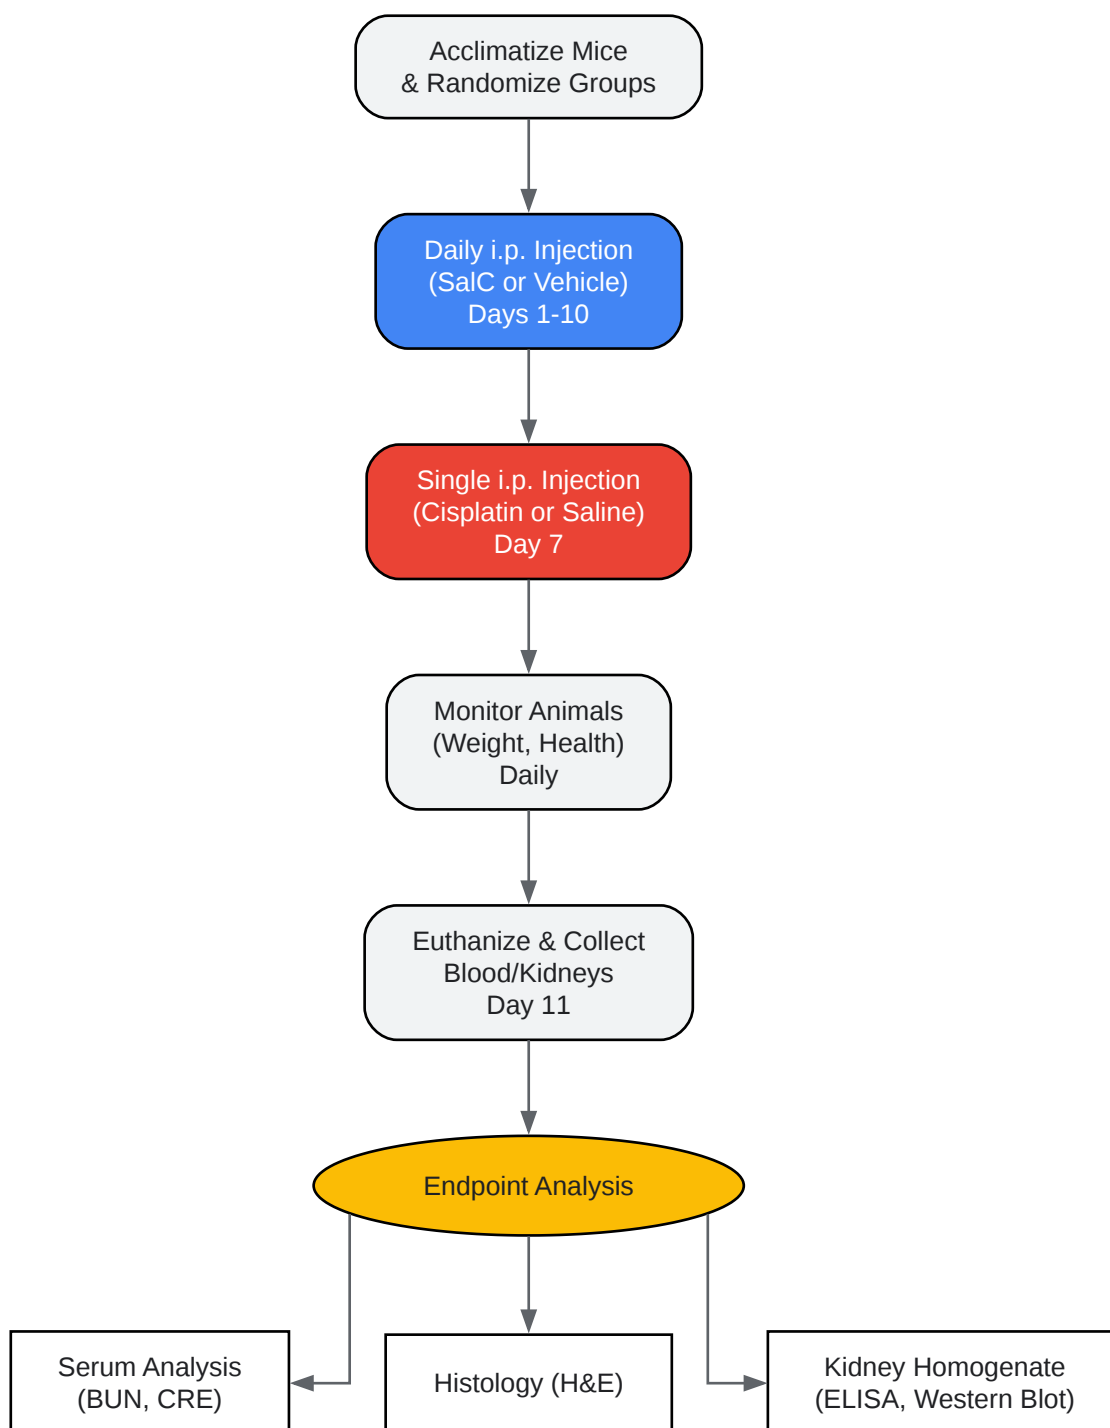 Acclimatize Mice
& Randomize Groups
Daily i.p. Injection
(SalC or Vehicle)
Days 1-10
Single i.p. Injection
(Cisplatin or Saline)
Day 7
Monitor Animals
(Weight, Health)
Daily
Euthanize & Collect
Blood/Kidneys
Day 11
Endpoint Analysis
Serum Analysis
(BUN, CRE)
Histology (H&E)
Kidney Homogenate
(ELISA, Western Blot)